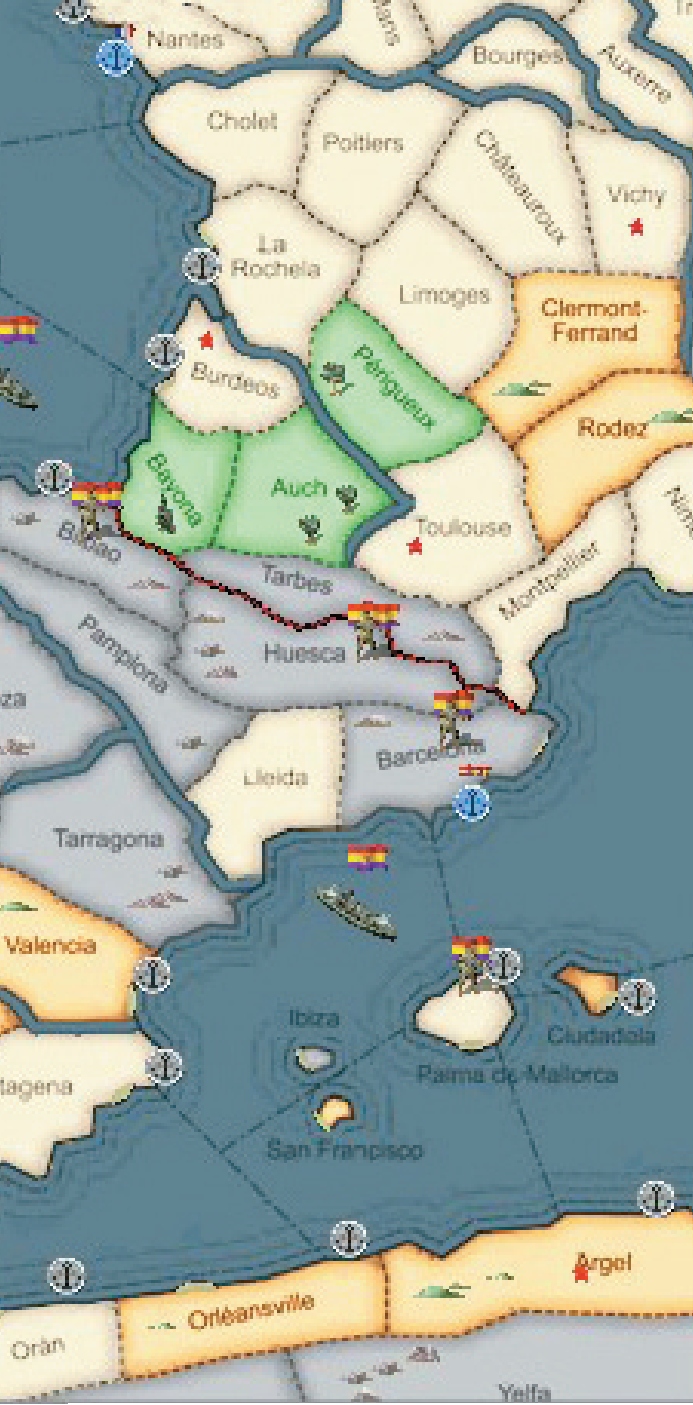 Nantes
Bourges
Auxerre
Cholet
Poitiers
Châteauroux
Vichy
La
Rochela
Limoges
Clermont-
Ferrand
Burdeos
Périgueux
Rodez
Bayona
Auch
Toulouse
Bilbao
Tarbes
Montpellier
Pamplona
Huesca
za
Barcelona
Lleida
Tarragona
Valencia
Ibiza
Ciudadela
tagena
Palma de Mallorca
San Francisco
Argel
Orléansville
Orán
Yelfa